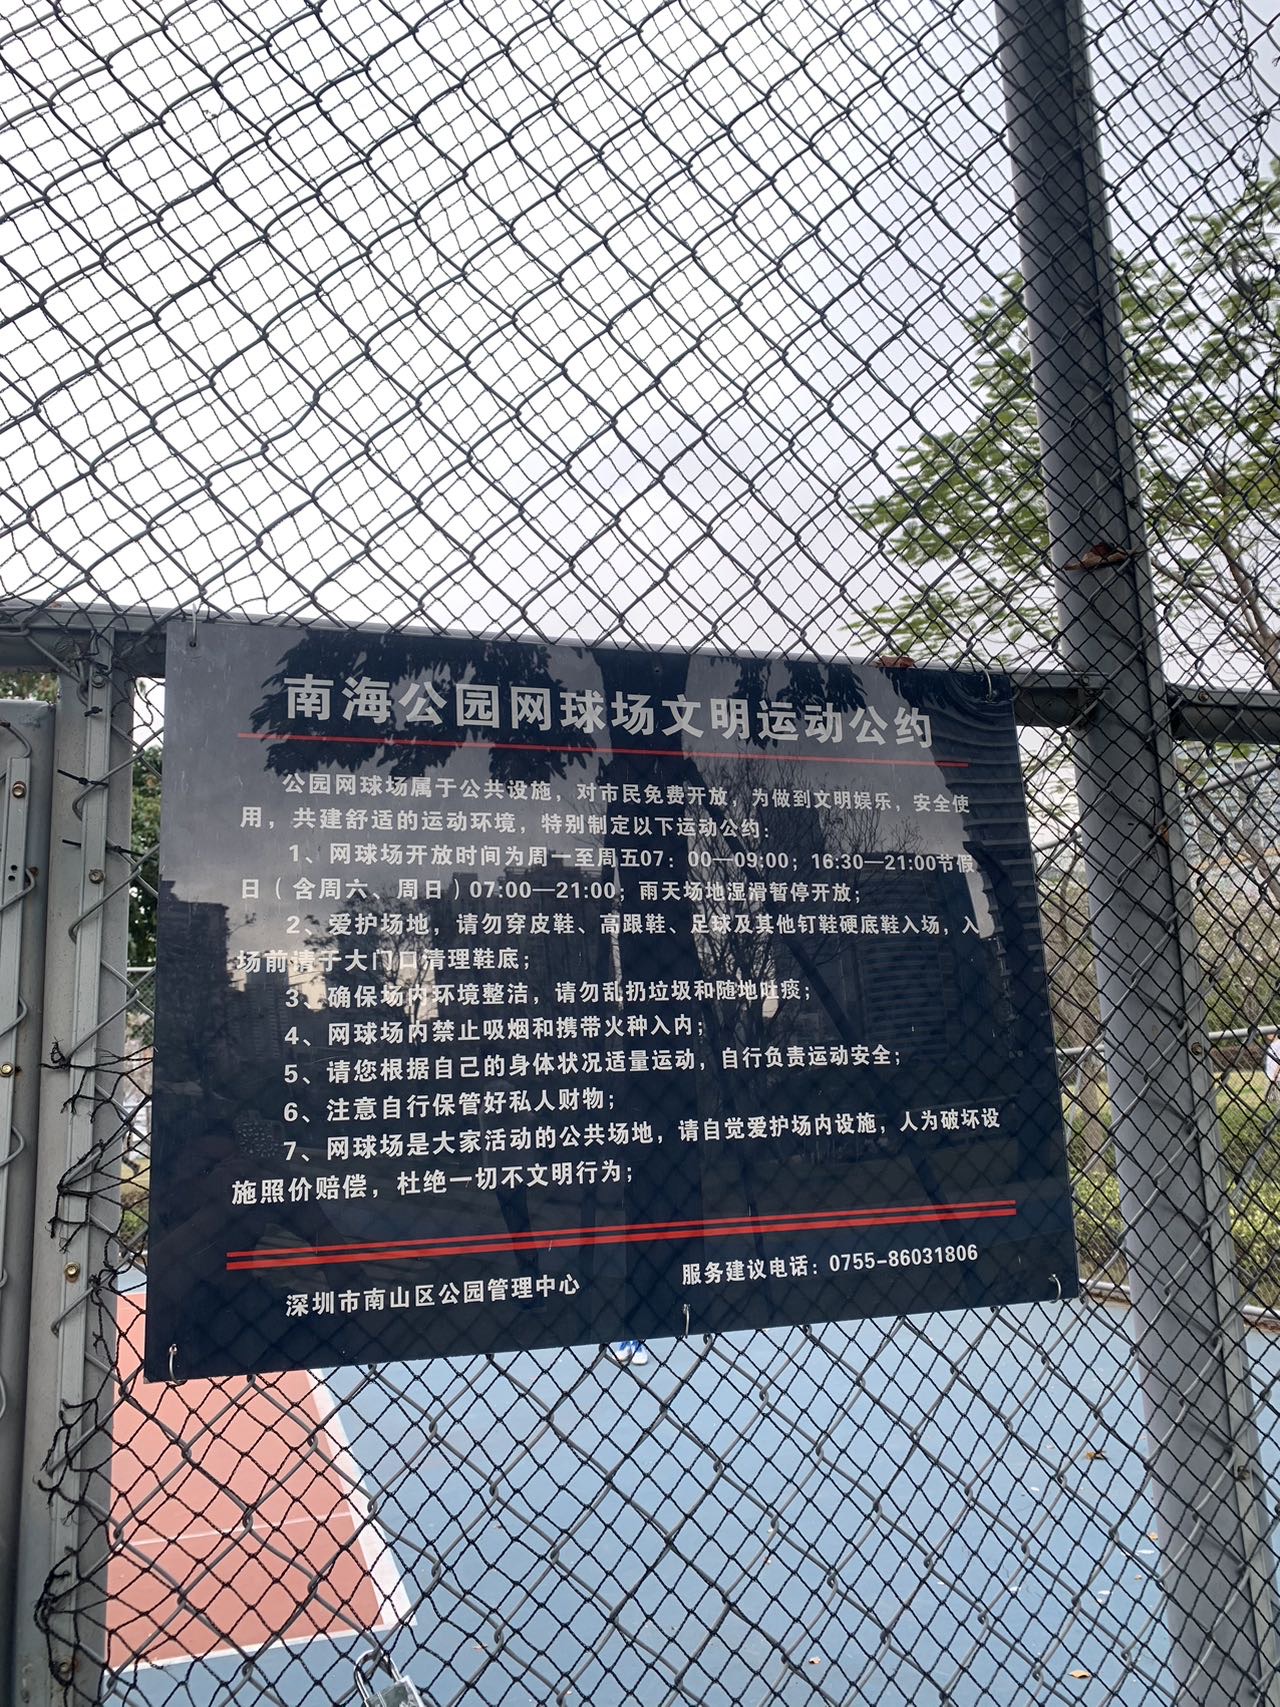 南海公园网球场文明运动公约
公园网球场属于公共设施，对市民免费开放 为做到文明娱乐，安全使
用，共建舒适的运动环境，特别制定以下运动公约：
1、网球场开放时间为周一至周五07：00—09:00；16:30—21:00节假
日（含周六、周日）07:00—21:00；雨天场地湿滑暂停开放；
2、爱护场地，请勿穿皮鞋、高跟鞋、足球及其他钉鞋硬底鞋入场，入
场前请于大门口清理鞋底；
3、确保场内环境整洁，请勿乱扔垃圾和随地吐痰；
4、网球场内禁止吸烟和携带火种入内；
5、请您根据自己的身体状况适量运动，自行负责运动安全；
6、注意自行保管好私人财物；
7、网球场是大家活动的公共场地，请自觉爱护场内设施，人为破坏设
施照价赔偿，杜绝一切不文明行为；
深圳市南山区公园管理中心
服务建议电话：0755-86031806